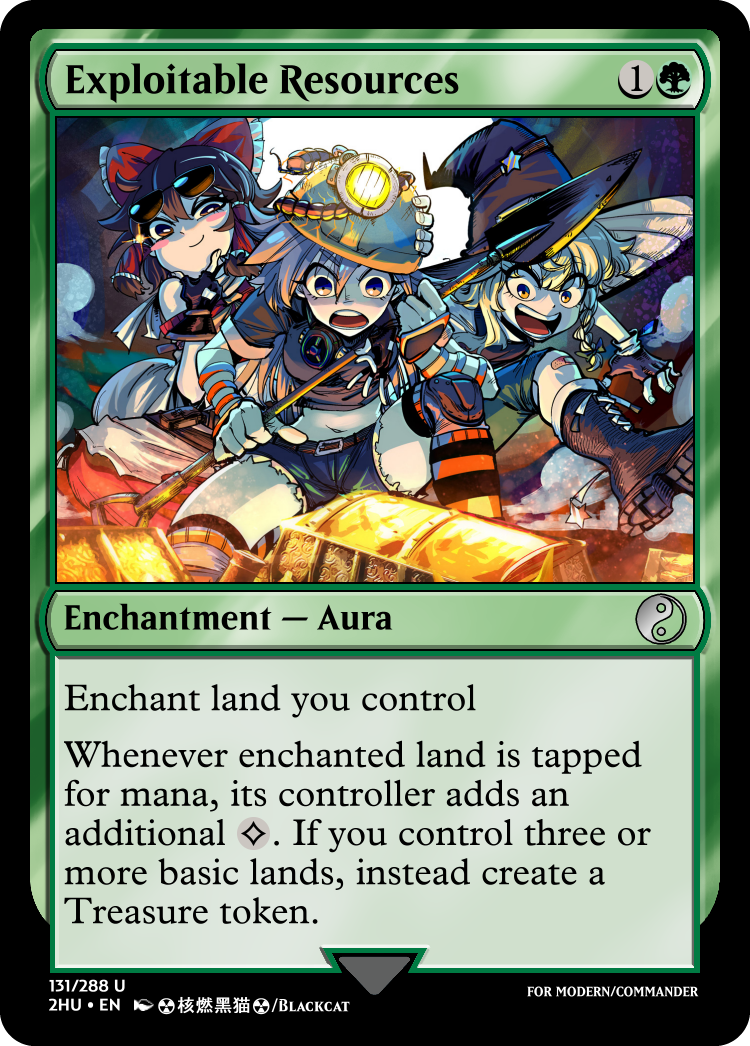 Exploitable Resources 1
Enchantment — Aura
Enchant land you control
Whenever enchanted land is tapped
for mana, its controller adds an
additional . If you control three or
more basic lands, instead create a
Treasure token.
131/288 U
2HU • EN ☢核燃黑猫☢/Blackcat
FOR MODERN/COMMANDER